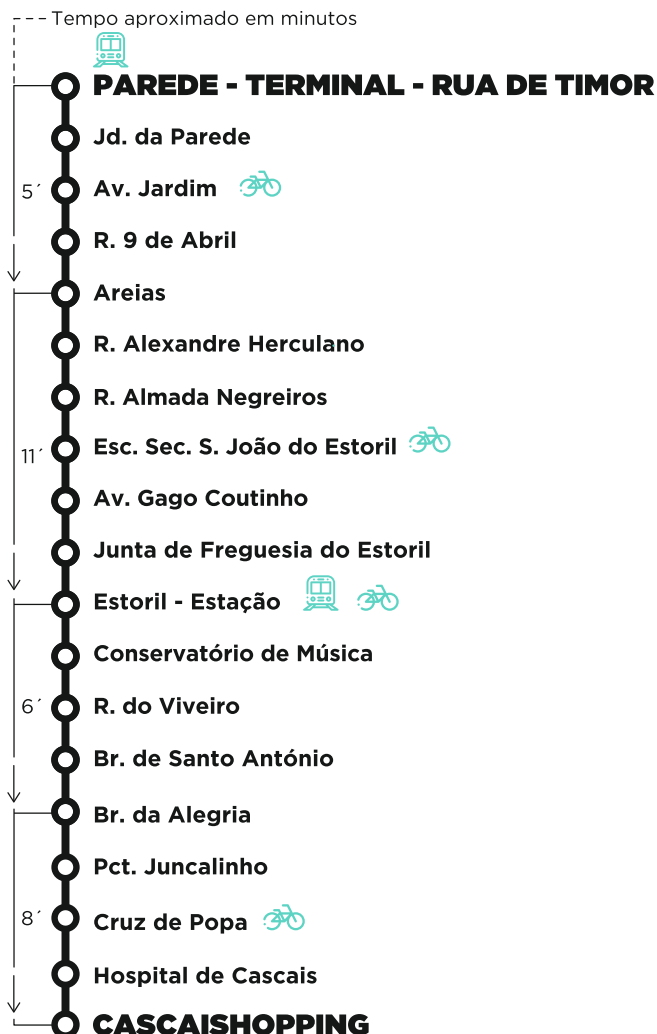 Tempo aproximado em minutos
PAREDE - TERMINAL - RUA DE TIMOR
Jd. da Parede
5´ Av. Jardim
R. 9 de Abril
Areias
R. Alexandre Herculano
R. Almada Negreiros
Esc. Sec. S. João do Estoril
11´
Av. Gago Coutinho
Junta de Freguesia do Estoril
Estoril - Estação
Conservatório de Música
6´ R. do Viveiro
Br. de Santo António
Br. da Alegria
Pct. Juncalinho
8´ Cruz de Popa
Hospital de Cascais
CASCAISHOPPING